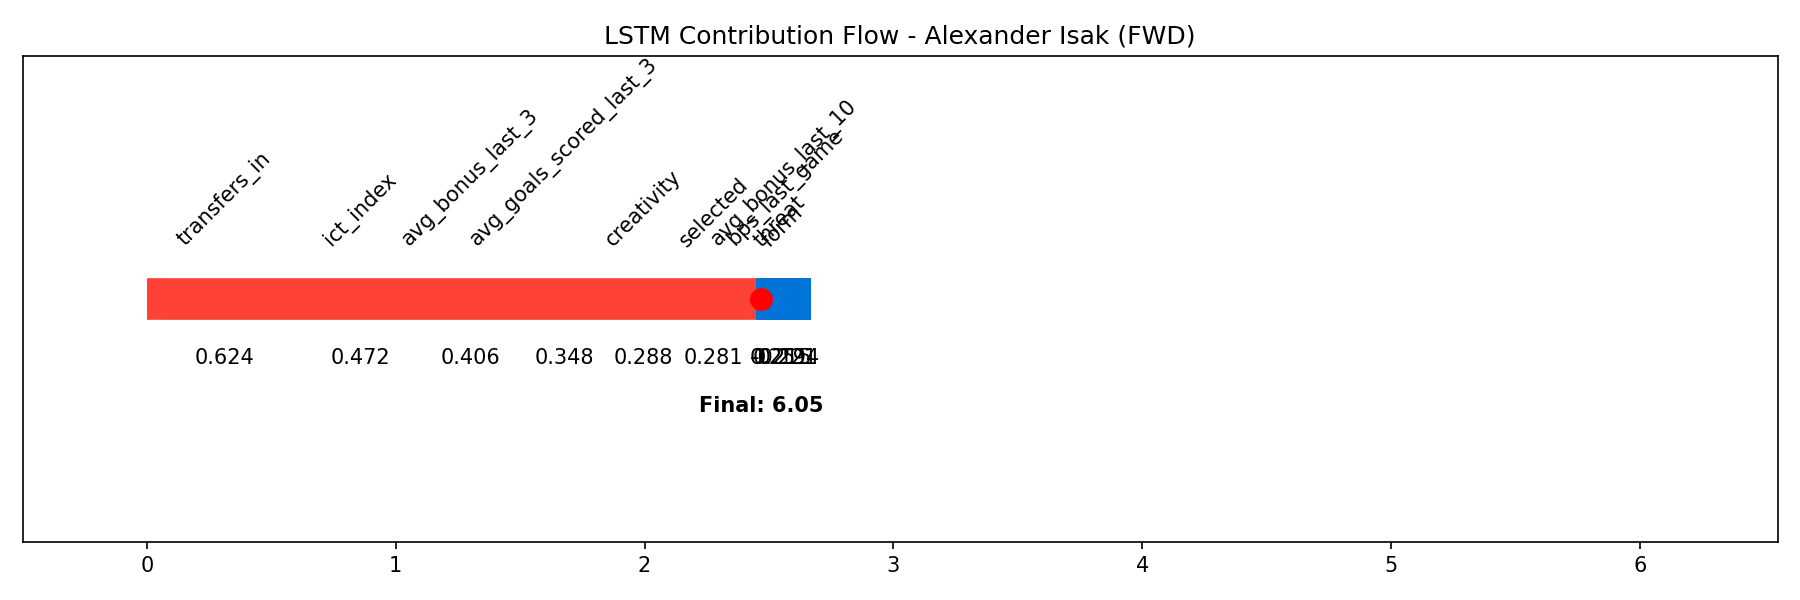 LSTM Contribution Flow - Alexander Isak (FWD)
transfers_in
ict_index
avg_bonus_last_3
avg_goals_scored_last_3
creativity
selected
avg_bonus_last_10
bps_last_game
threat
form
0.624 0.472 0.406 0.348 0.288 0.281
Final: 6.05
0 1 2 3 4 5 6